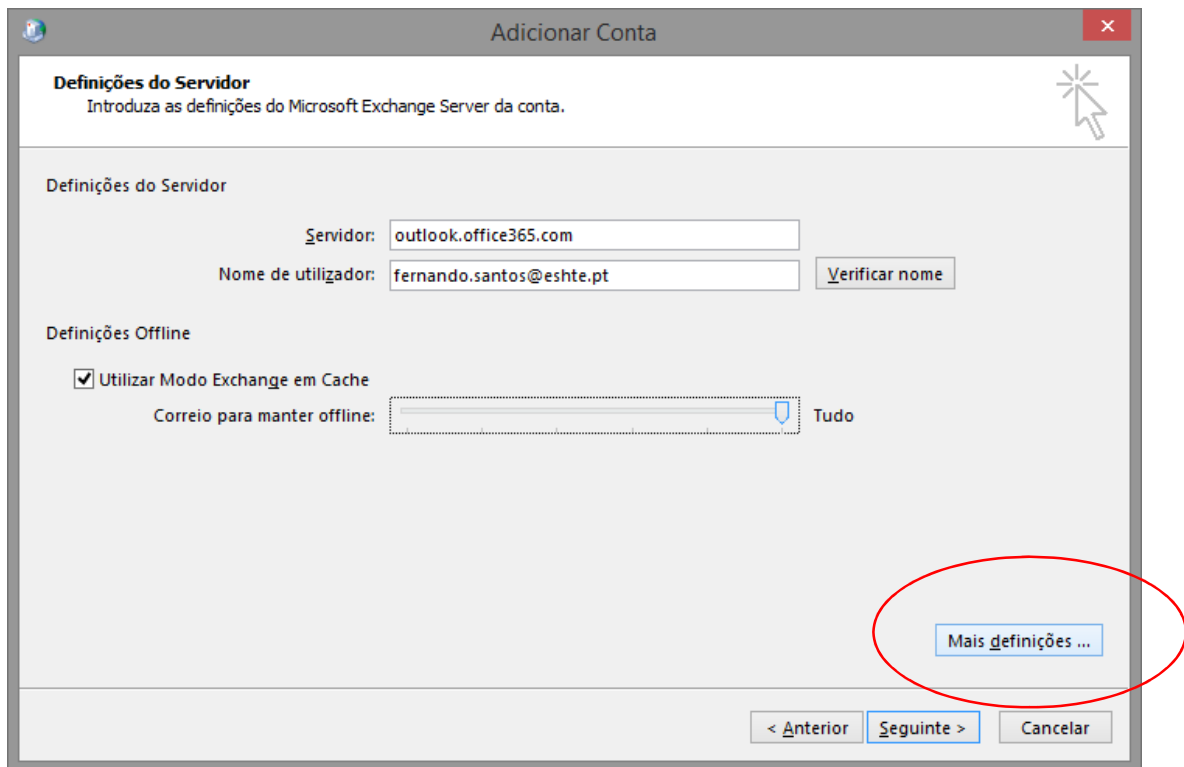 Adicionar Conta
Definições do Servidor
Introduza as definições do Microsoft Exchange Server da conta.
Definições do Servidor
Servidor: outlook.office365.com
Nome de utilizador: fernando.santos@eshte.pt Verificar nome
Definições Offline
Utilizar Modo Exchange em Cache
Correio para manter offline: Tudo
Mais definições ...
< Anterior Seguinte > Cancelar